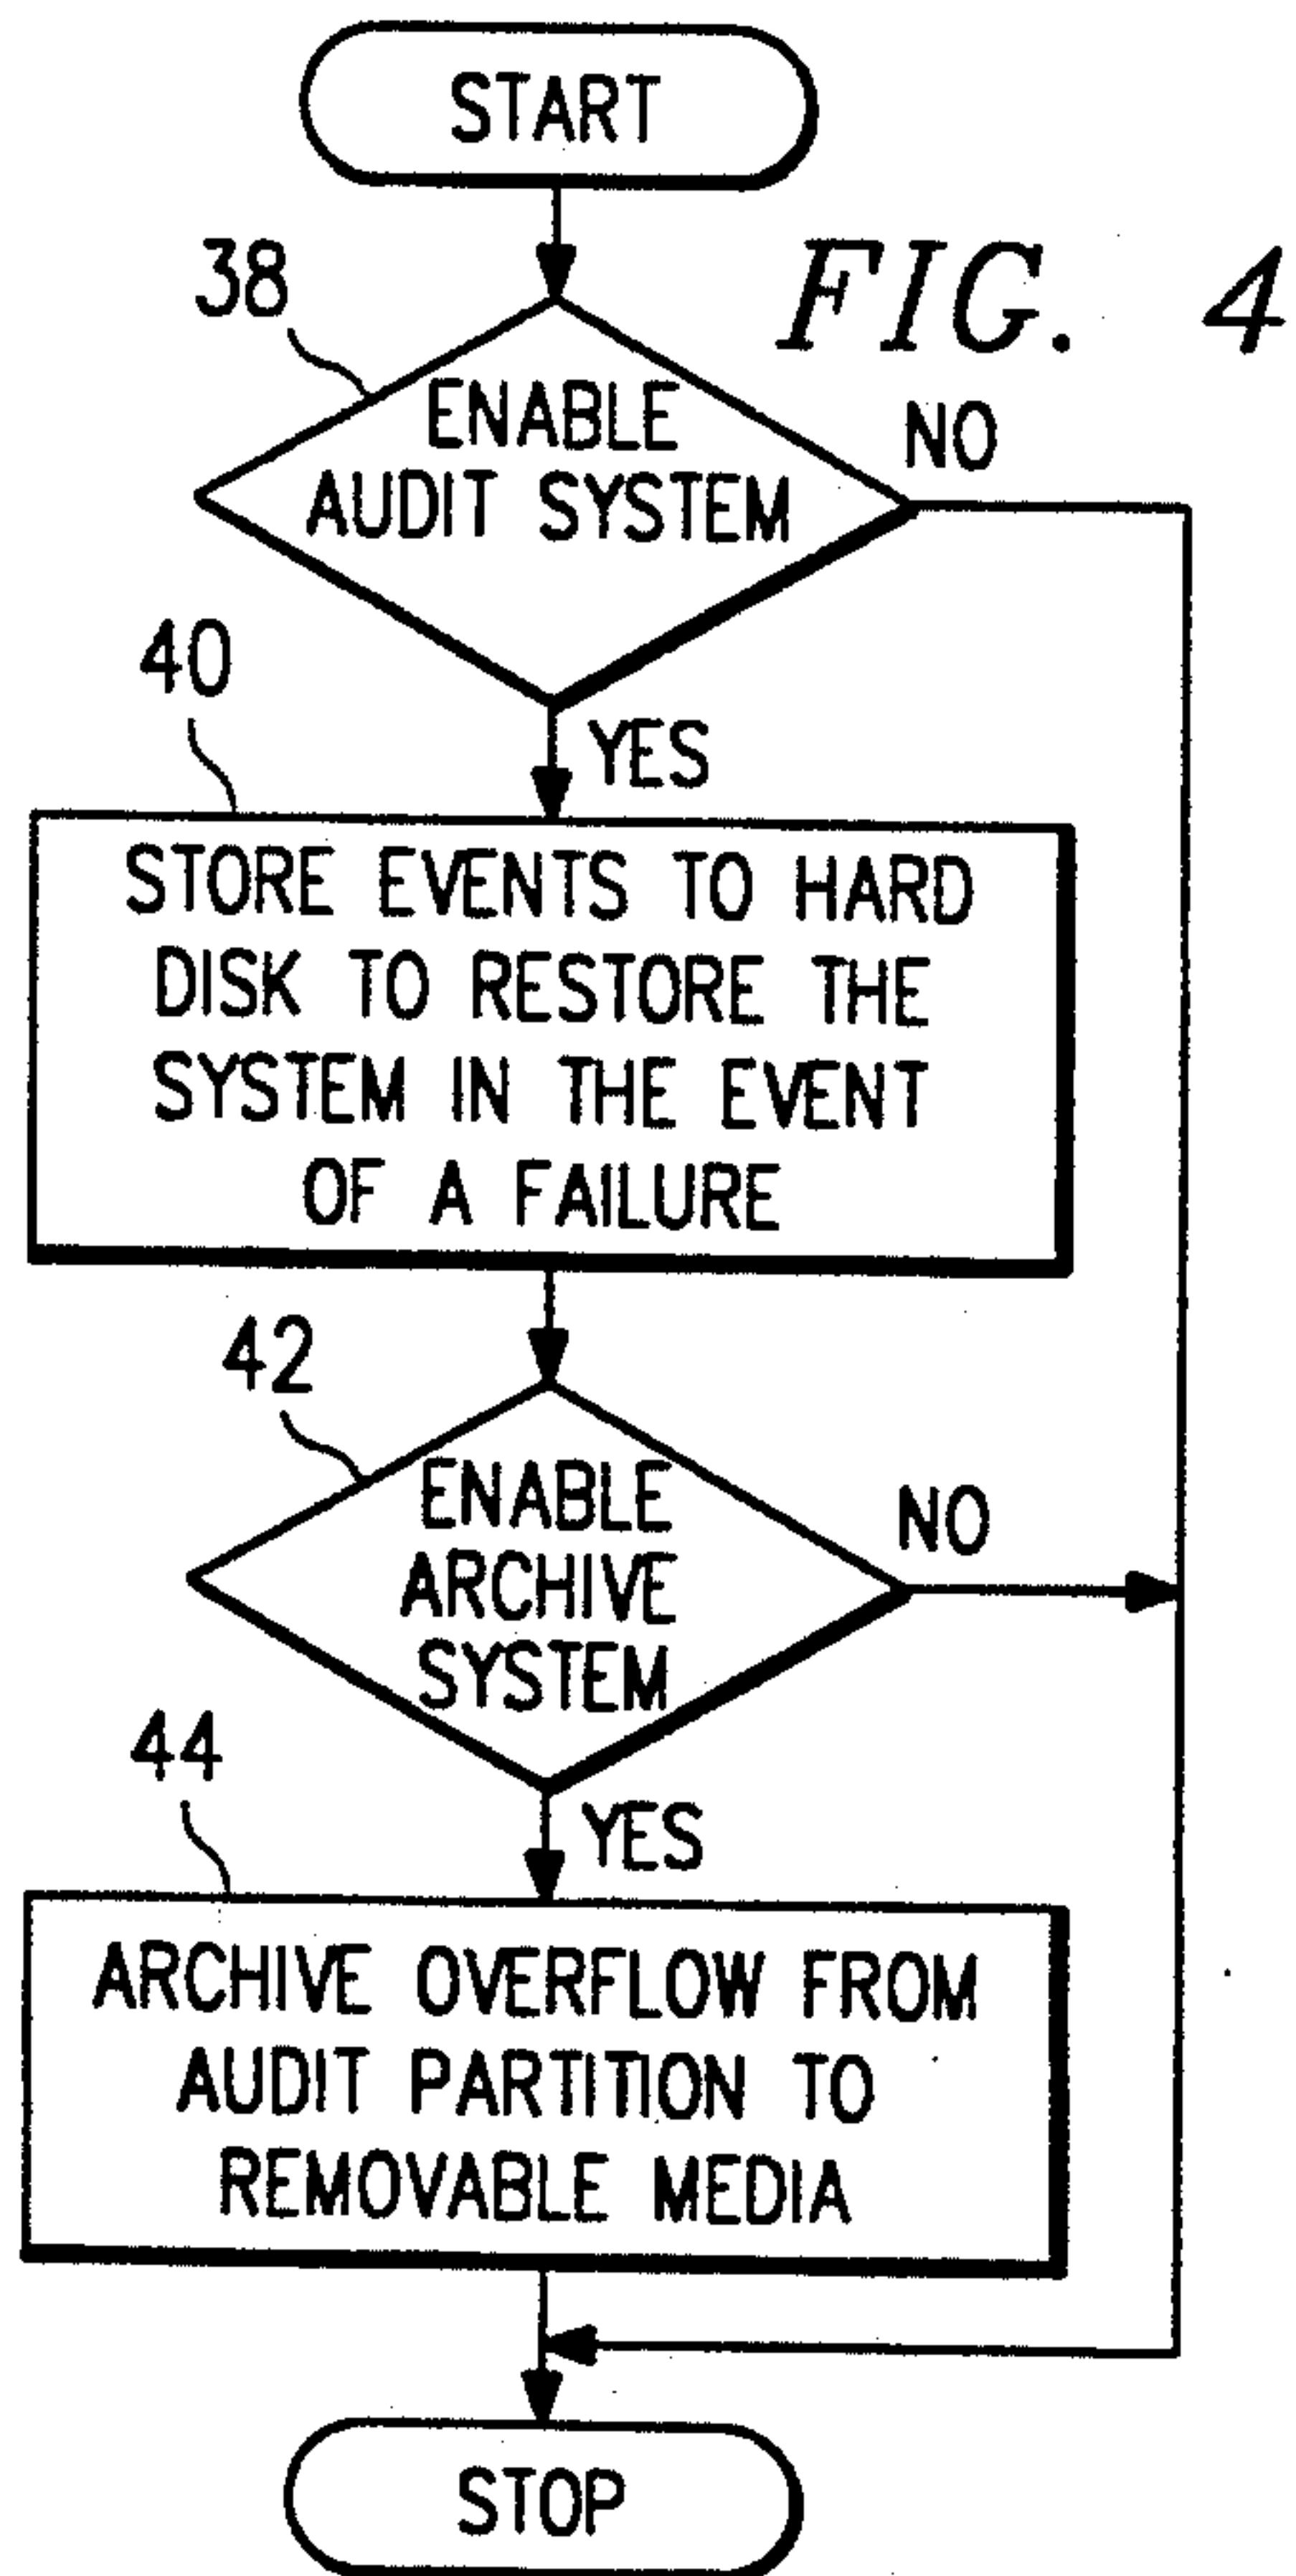 START
FIG. 4
38
ENABLE
AUDIT SYSTEM
NO
YES
40
STORE EVENTS TO HARD
DISK TO RESTORE THE
SYSTEM IN THE EVENT
OF A FAILURE
42
ENABLE
ARCHIVE
SYSTEM
NO
YES
44
ARCHIVE OVERFLOW FROM
AUDIT PARTITION TO
REMOVABLE MEDIA
STOP